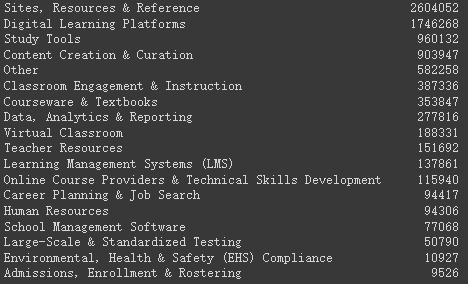 Sites, Resources & Reference 2604052
Digital Learning Platforms 1746268
Study Tools 960132
Content Creation & Curation 903947
Other 582258
Classroom Engagement & Instruction 387336
Courseware & Textbooks 353847
Data, Analytics & Reporting 277816
Virtual Classroom 188331
Teacher Resources 151692
Learning Management Systems (LMS) 137861
Online Course Providers & Technical Skills Development 115940
Career Planning & Job Search 94417
Human Resources 94306
School Management Software 77068
Large-Scale & Standardized Testing 50790
Environmental, Health & Safety (EHS) Compliance 10927
Admissions, Enrollment & Rostering 9526